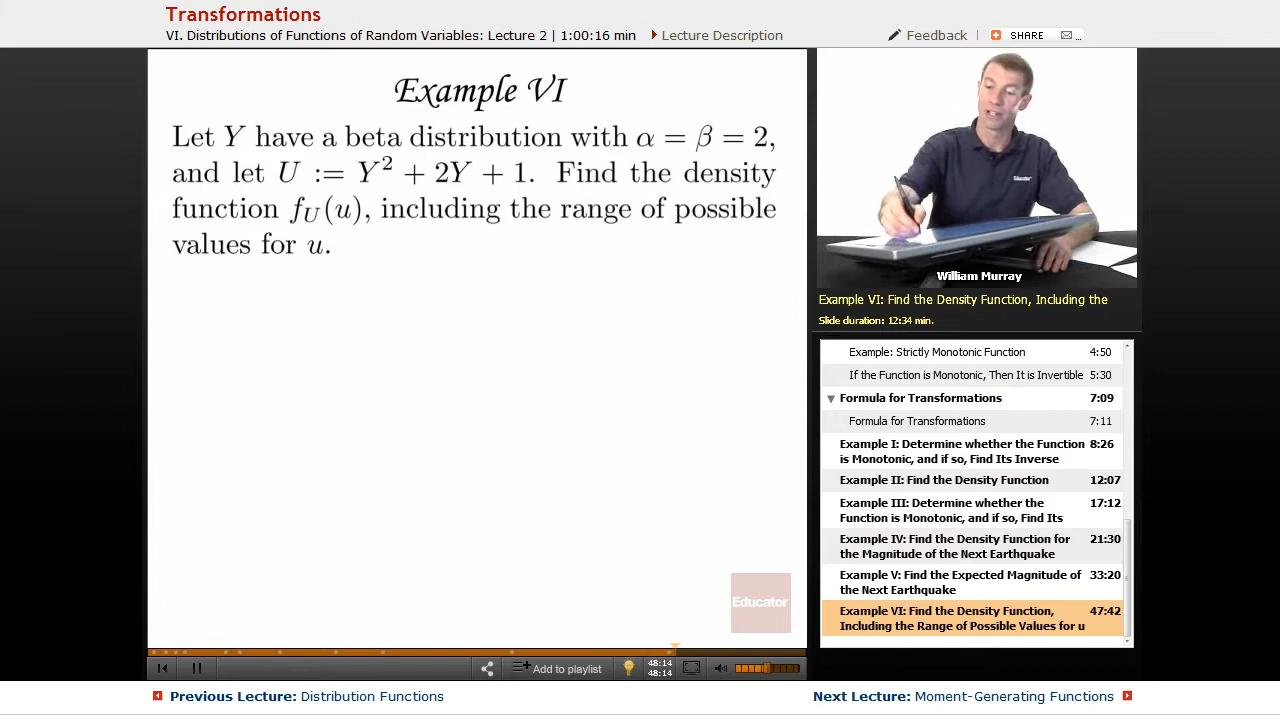 Transformations
VI. Distributions of Functions of Random Variables: Lecture 2 | 1:00:16 min
Lecture Description
Feedback
SHARE
Example VI
Let Y have a beta distribution with α = β = 2,
and let U := Y² + 2Y + 1. Find the density
function f_U(u), including the range of possible
values for u.
Educator
Educator
William Murray
Example VI: Find the Density Function, Including the
Slide duration: 12:34 min.
Example: Strictly Monotonic Function 4:50
If the Function is Monotonic, Then It is Invertible 5:30
Formula for Transformations 7:09
Formula for Transformations 7:11
Example I: Determine whether the Function 8:26
is Monotonic, and if so, Find Its Inverse
Example II: Find the Density Function 12:07
Example III: Determine whether the 17:12
Function is Monotonic, and if so, Find Its
Example IV: Find the Density Function for 21:30
the Magnitude of the Next Earthquake
Example V: Find the Expected Magnitude of 33:20
the Next Earthquake
Example VI: Find the Density Function, 47:42
Including the Range of Possible Values for u
Add to playlist
48:14
48:14
Previous Lecture: Distribution Functions
Next Lecture: Moment-Generating Functions